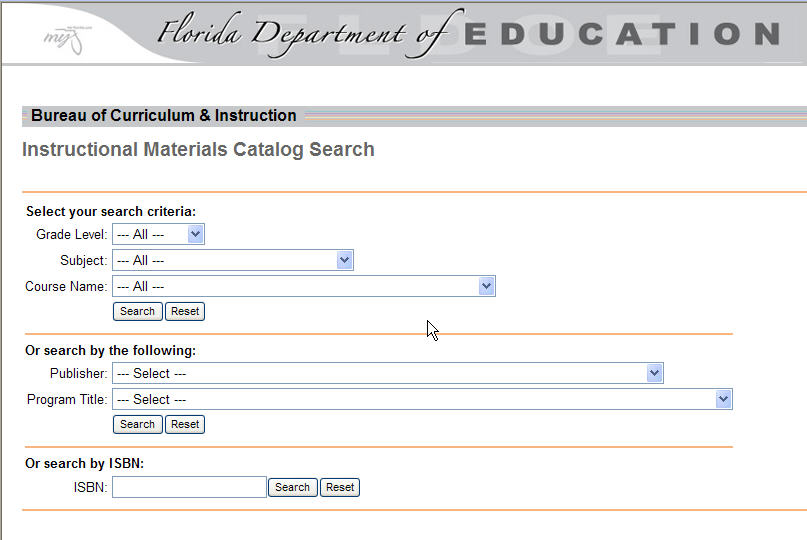 Florida Department of EDUCATION
Bureau of Curriculum & Instruction
Instructional Materials Catalog Search
Select your search criteria:
Grade Level: --- All ---
Subject: --- All ---
Course Name: --- All ---
Search Reset
Or search by the following:
Publisher: --- Select ---
Program Title: --- Select ---
Search Reset
Or search by ISBN:
ISBN: Search Reset